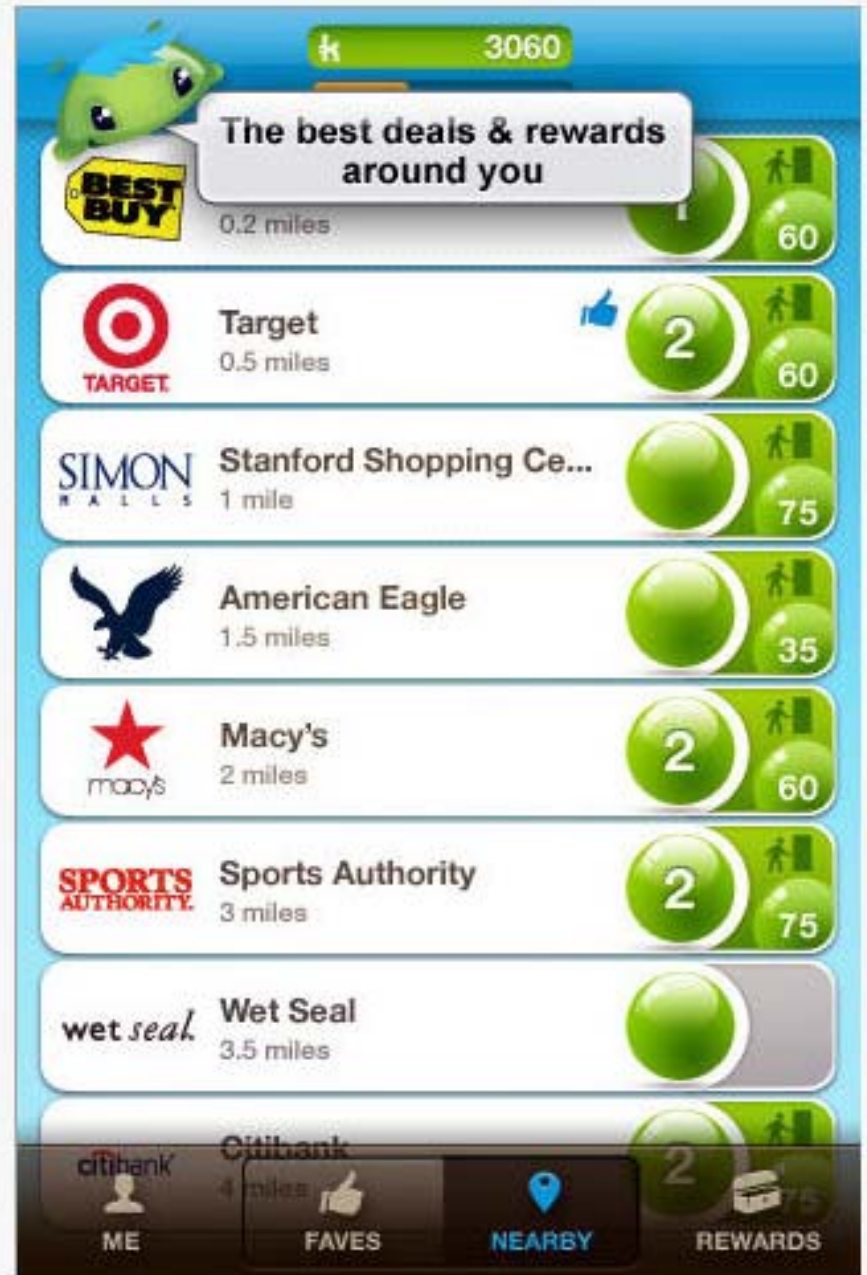 k 3060
The best deals & rewards
around you
BEST
BUY
0.2 miles
60
TARGET
Target
0.5 miles
2
60
SIMON
MALLS
Stanford Shopping Ce...
1 mile
75
American Eagle
1.5 miles
35
macy's
Macy's
2 miles
2
60
SPORTS
AUTHORITY.
Sports Authority
3 miles
2
75
wet seal.
Wet Seal
3.5 miles
citibank
Citibank
4 miles
2
75
ME
FAVES
NEARBY
REWARDS